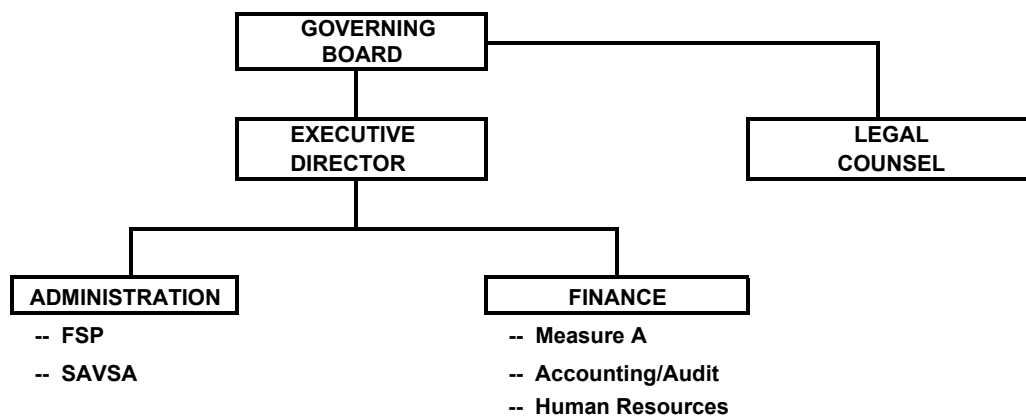 GOVERNING
BOARD
EXECUTIVE
DIRECTOR
LEGAL
COUNSEL
ADMINISTRATION
-- FSP
-- SAVSA
FINANCE
-- Measure A
-- Accounting/Audit
-- Human Resources